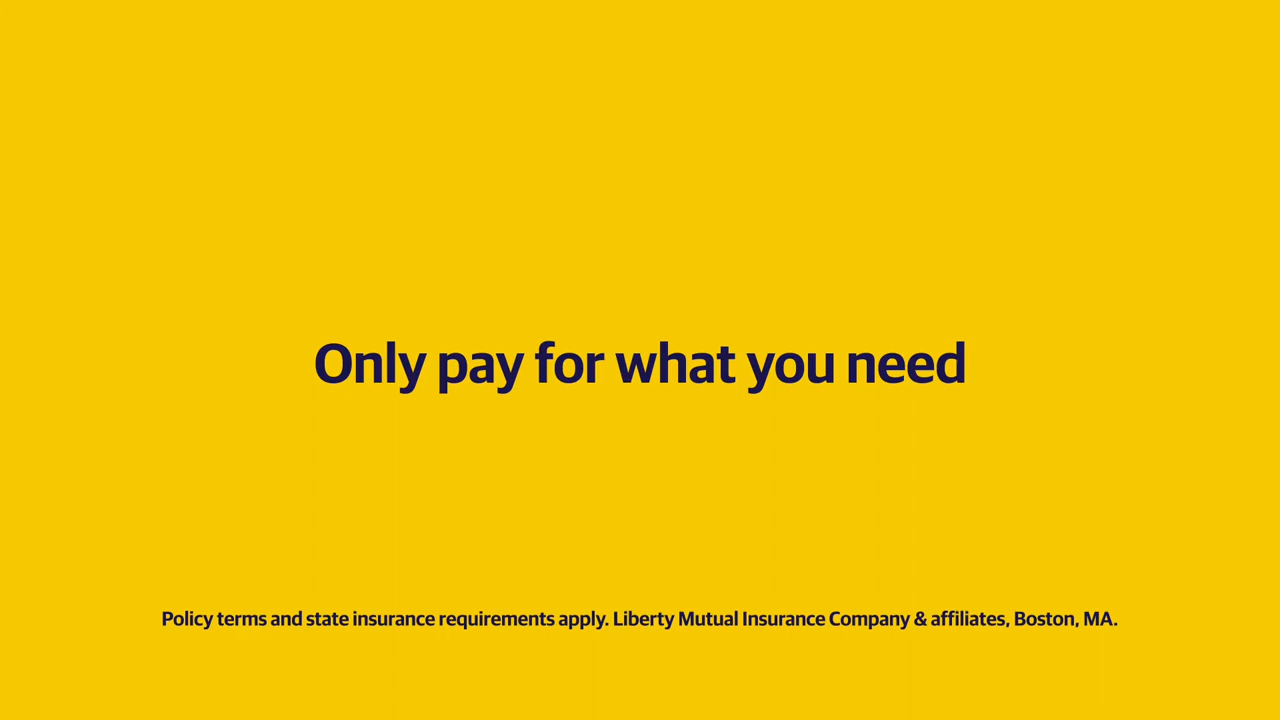 Only pay for what you need
Policy terms and state insurance requirements apply. Liberty Mutual Insurance Company & affiliates, Boston, MA.